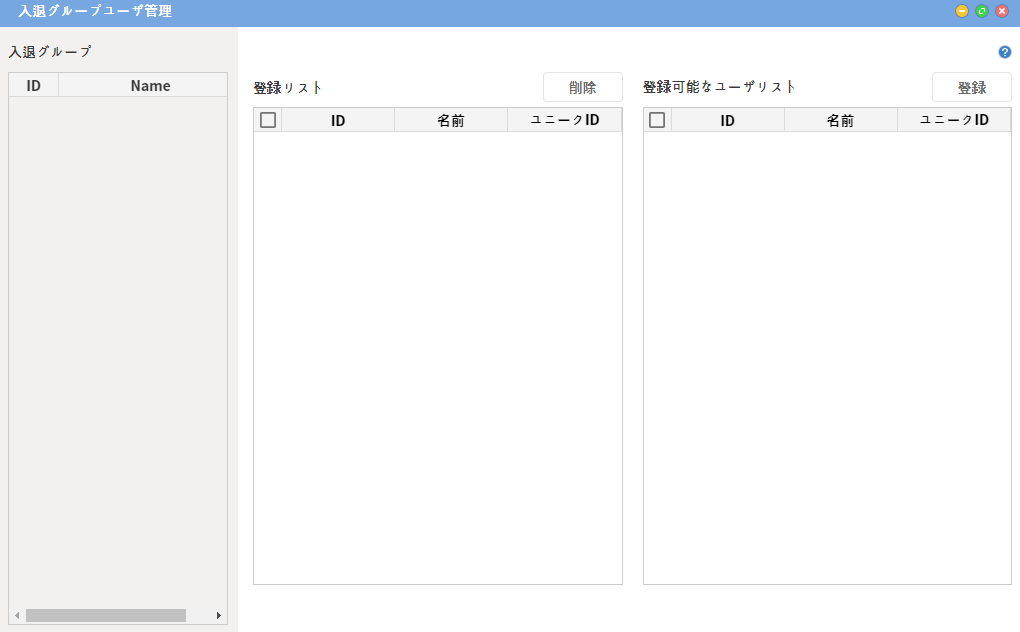 入退グループユーザ管理
入退グループ
ID Name
登録リスト 削除
ID 名前 ユニークID
登録可能なユーザリスト 登録
ID 名前 ユニークID